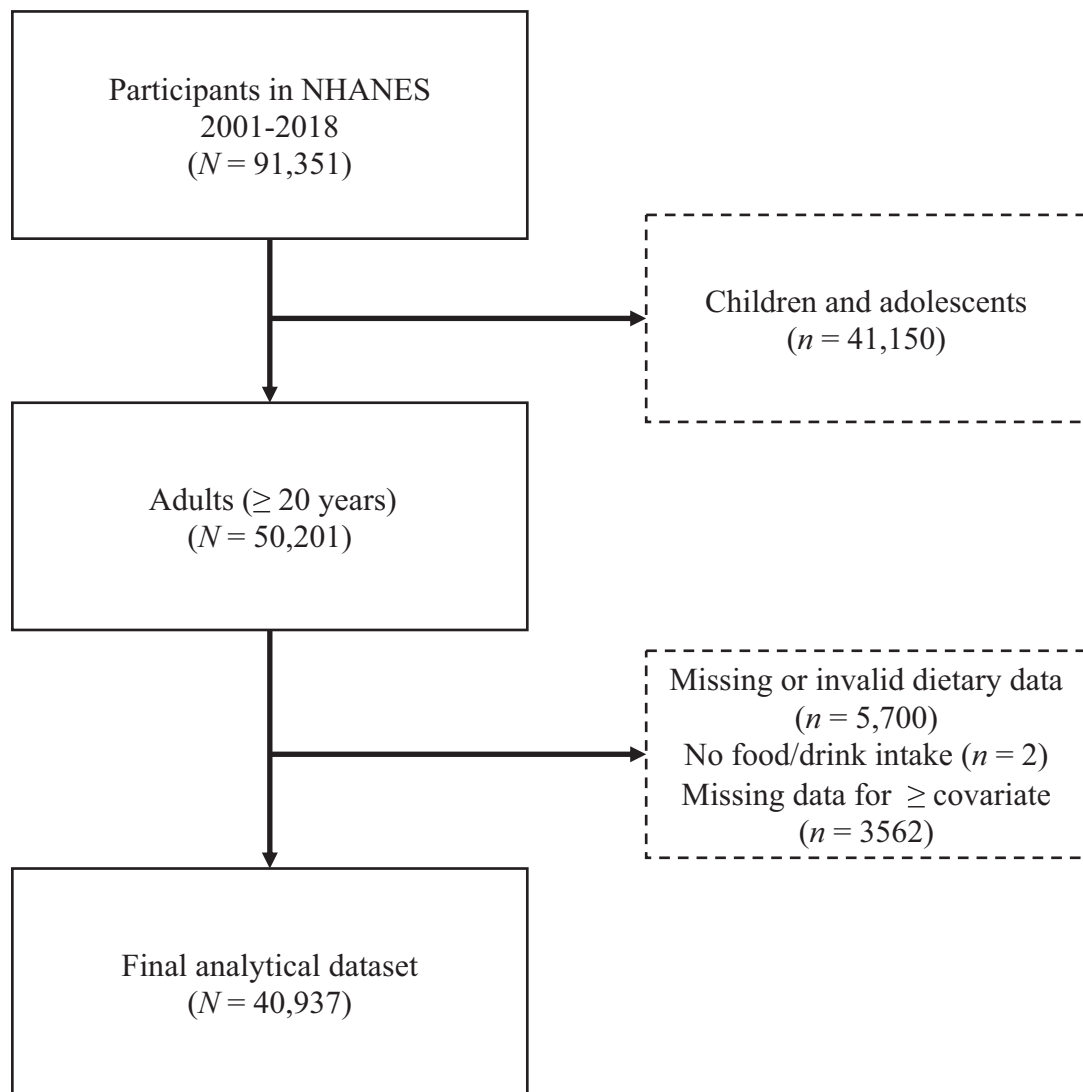 Participants in NHANES
2001-2018
(N = 91,351)
Children and adolescents
(n = 41,150)
Adults (≥ 20 years)
(N = 50,201)
Missing or invalid dietary data
(n = 5,700)
No food/drink intake (n = 2)
Missing data for ≥ covariate
(n = 3562)
Final analytical dataset
(N = 40,937)